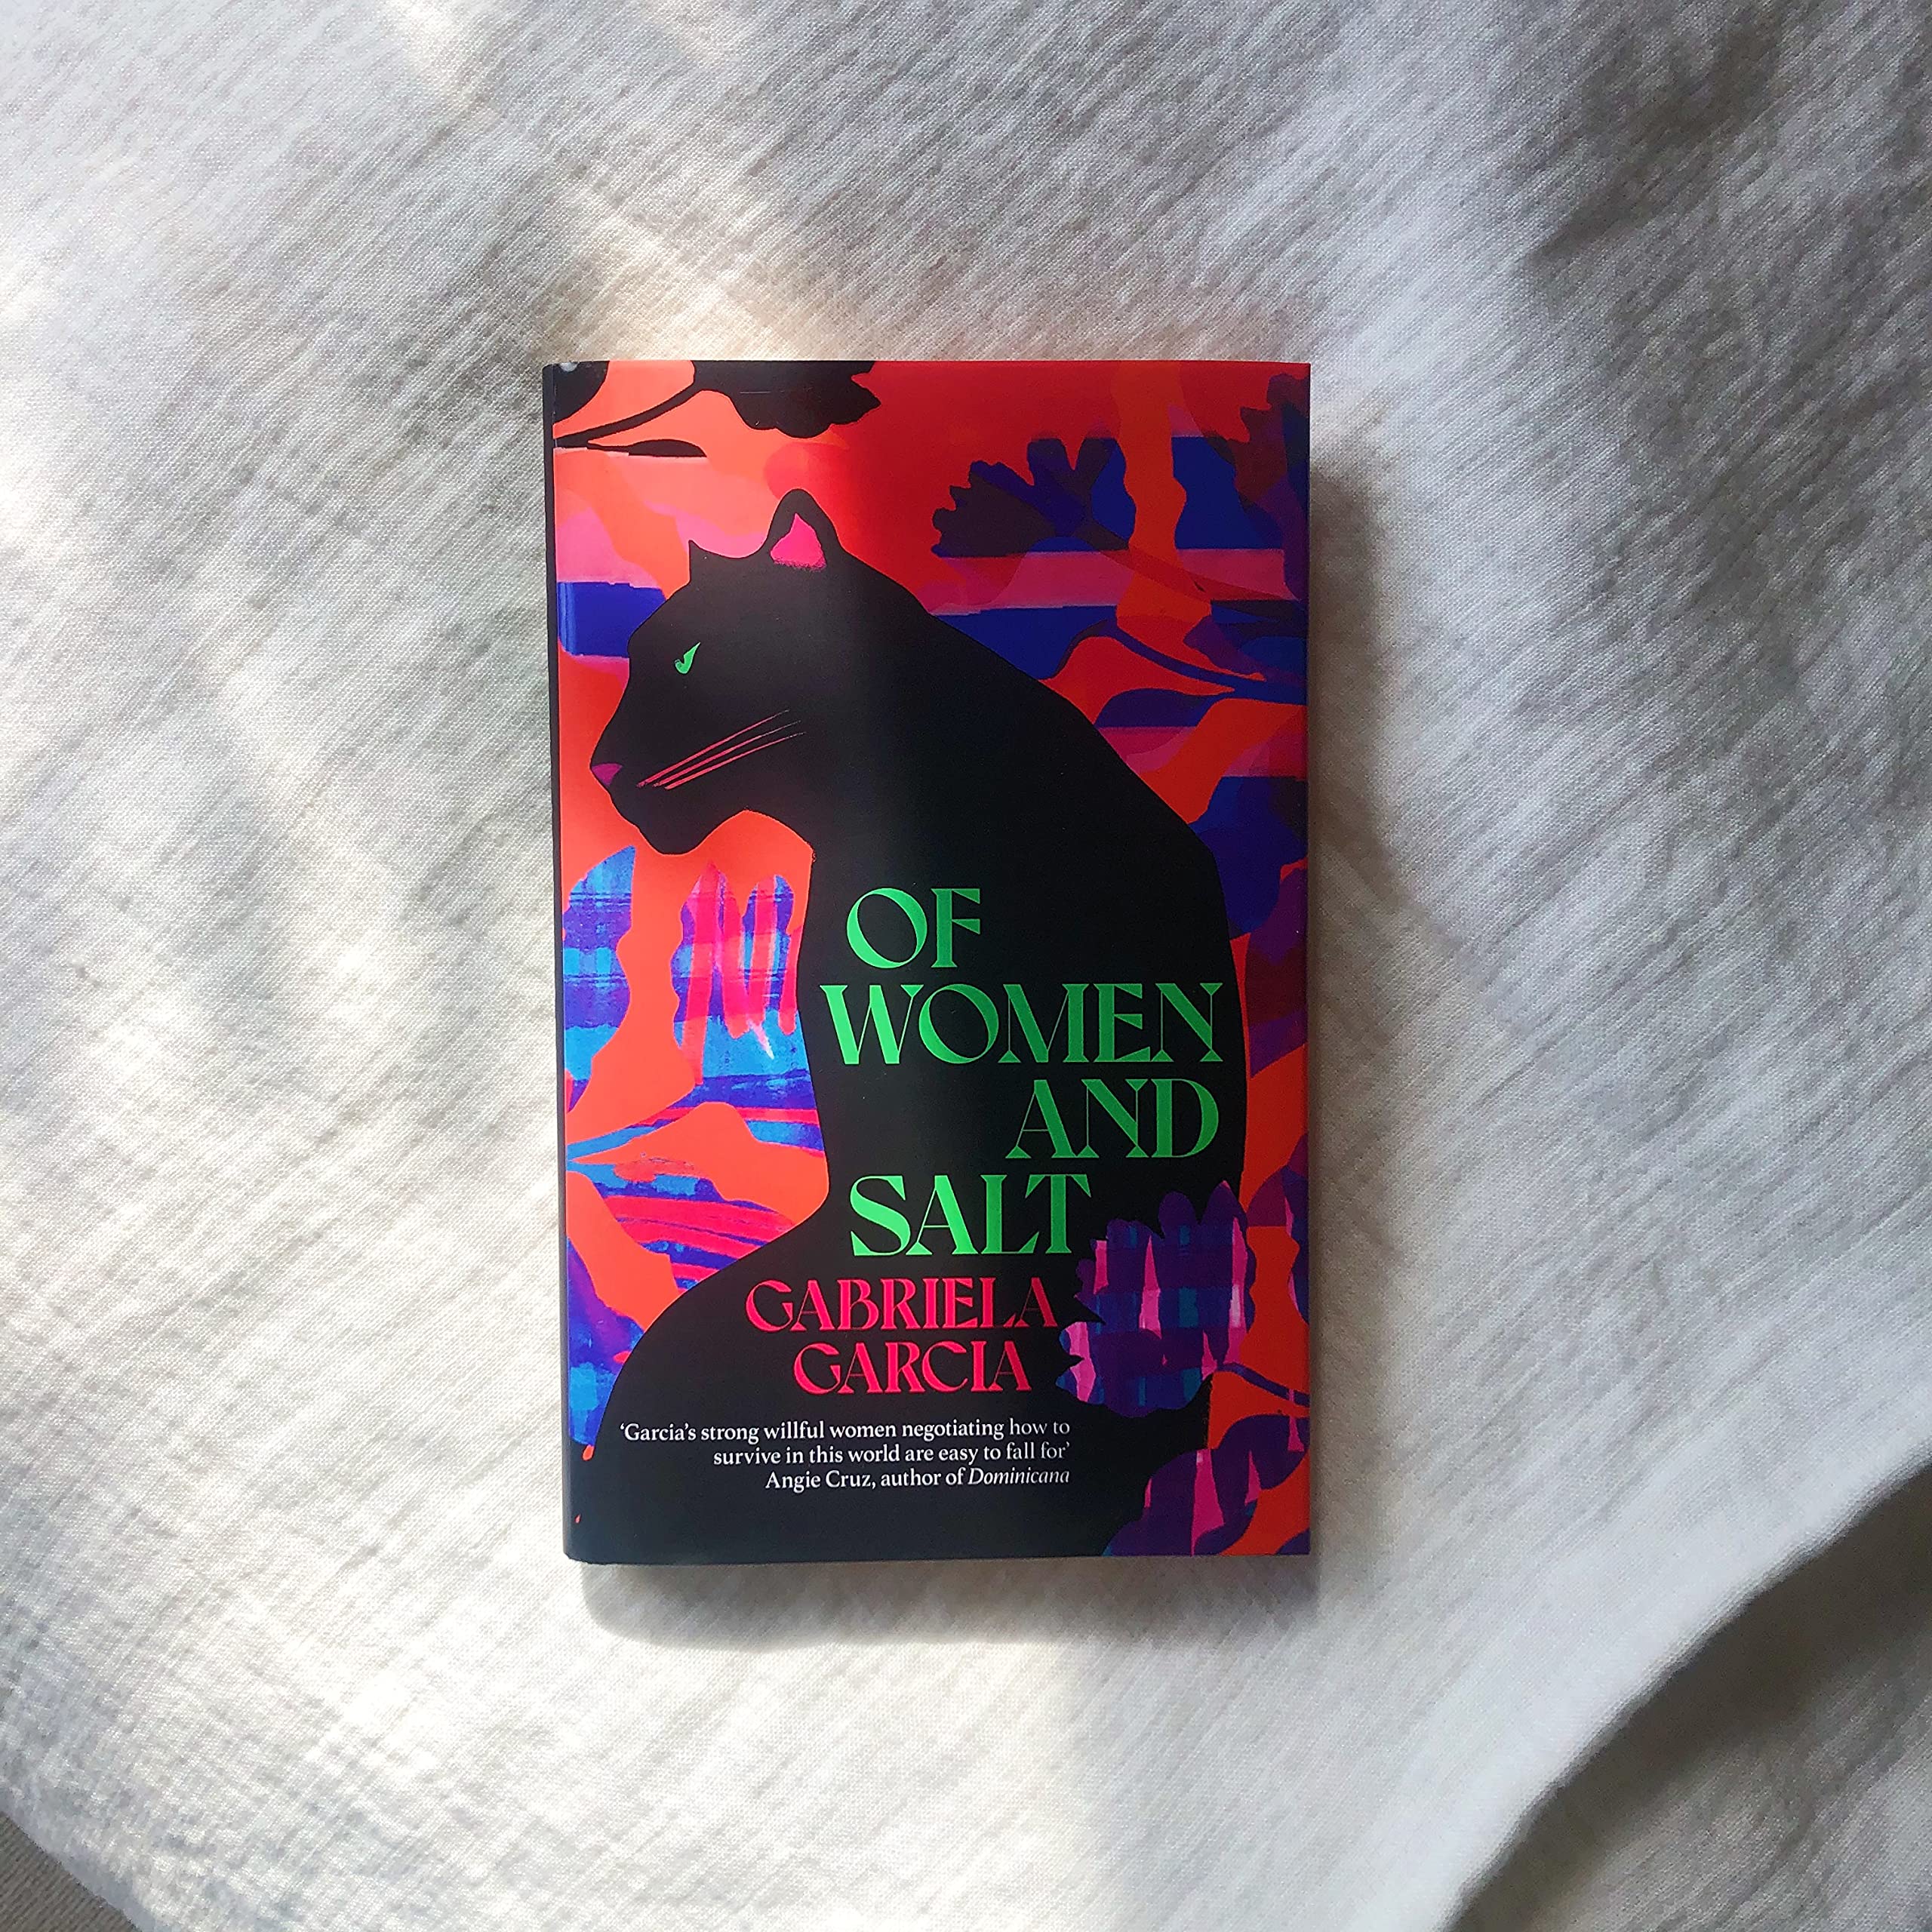 OF
WOMEN
AND
SALT
GABRIELA
GARCIA
‘Garcia’s strong willful women negotiating how to
survive in this world are easy to fall for’
Angie Cruz, author of Dominicana